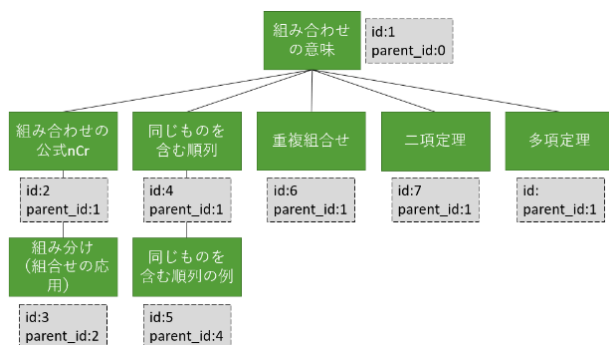 組み合わせ
の意味
id:1
parent_id:0
組み合わせの
公式nCr
同じものを
含む順列
重複組合せ
二項定理
多項定理
id:2
parent_id:1
id:4
parent_id:1
id:6
parent_id:1
id:7
parent_id:1
id:
parent_id:1
組み分け
（組合せの応
用）
同じものを
含む順列の例
id:3
parent_id:2
id:5
parent_id:4